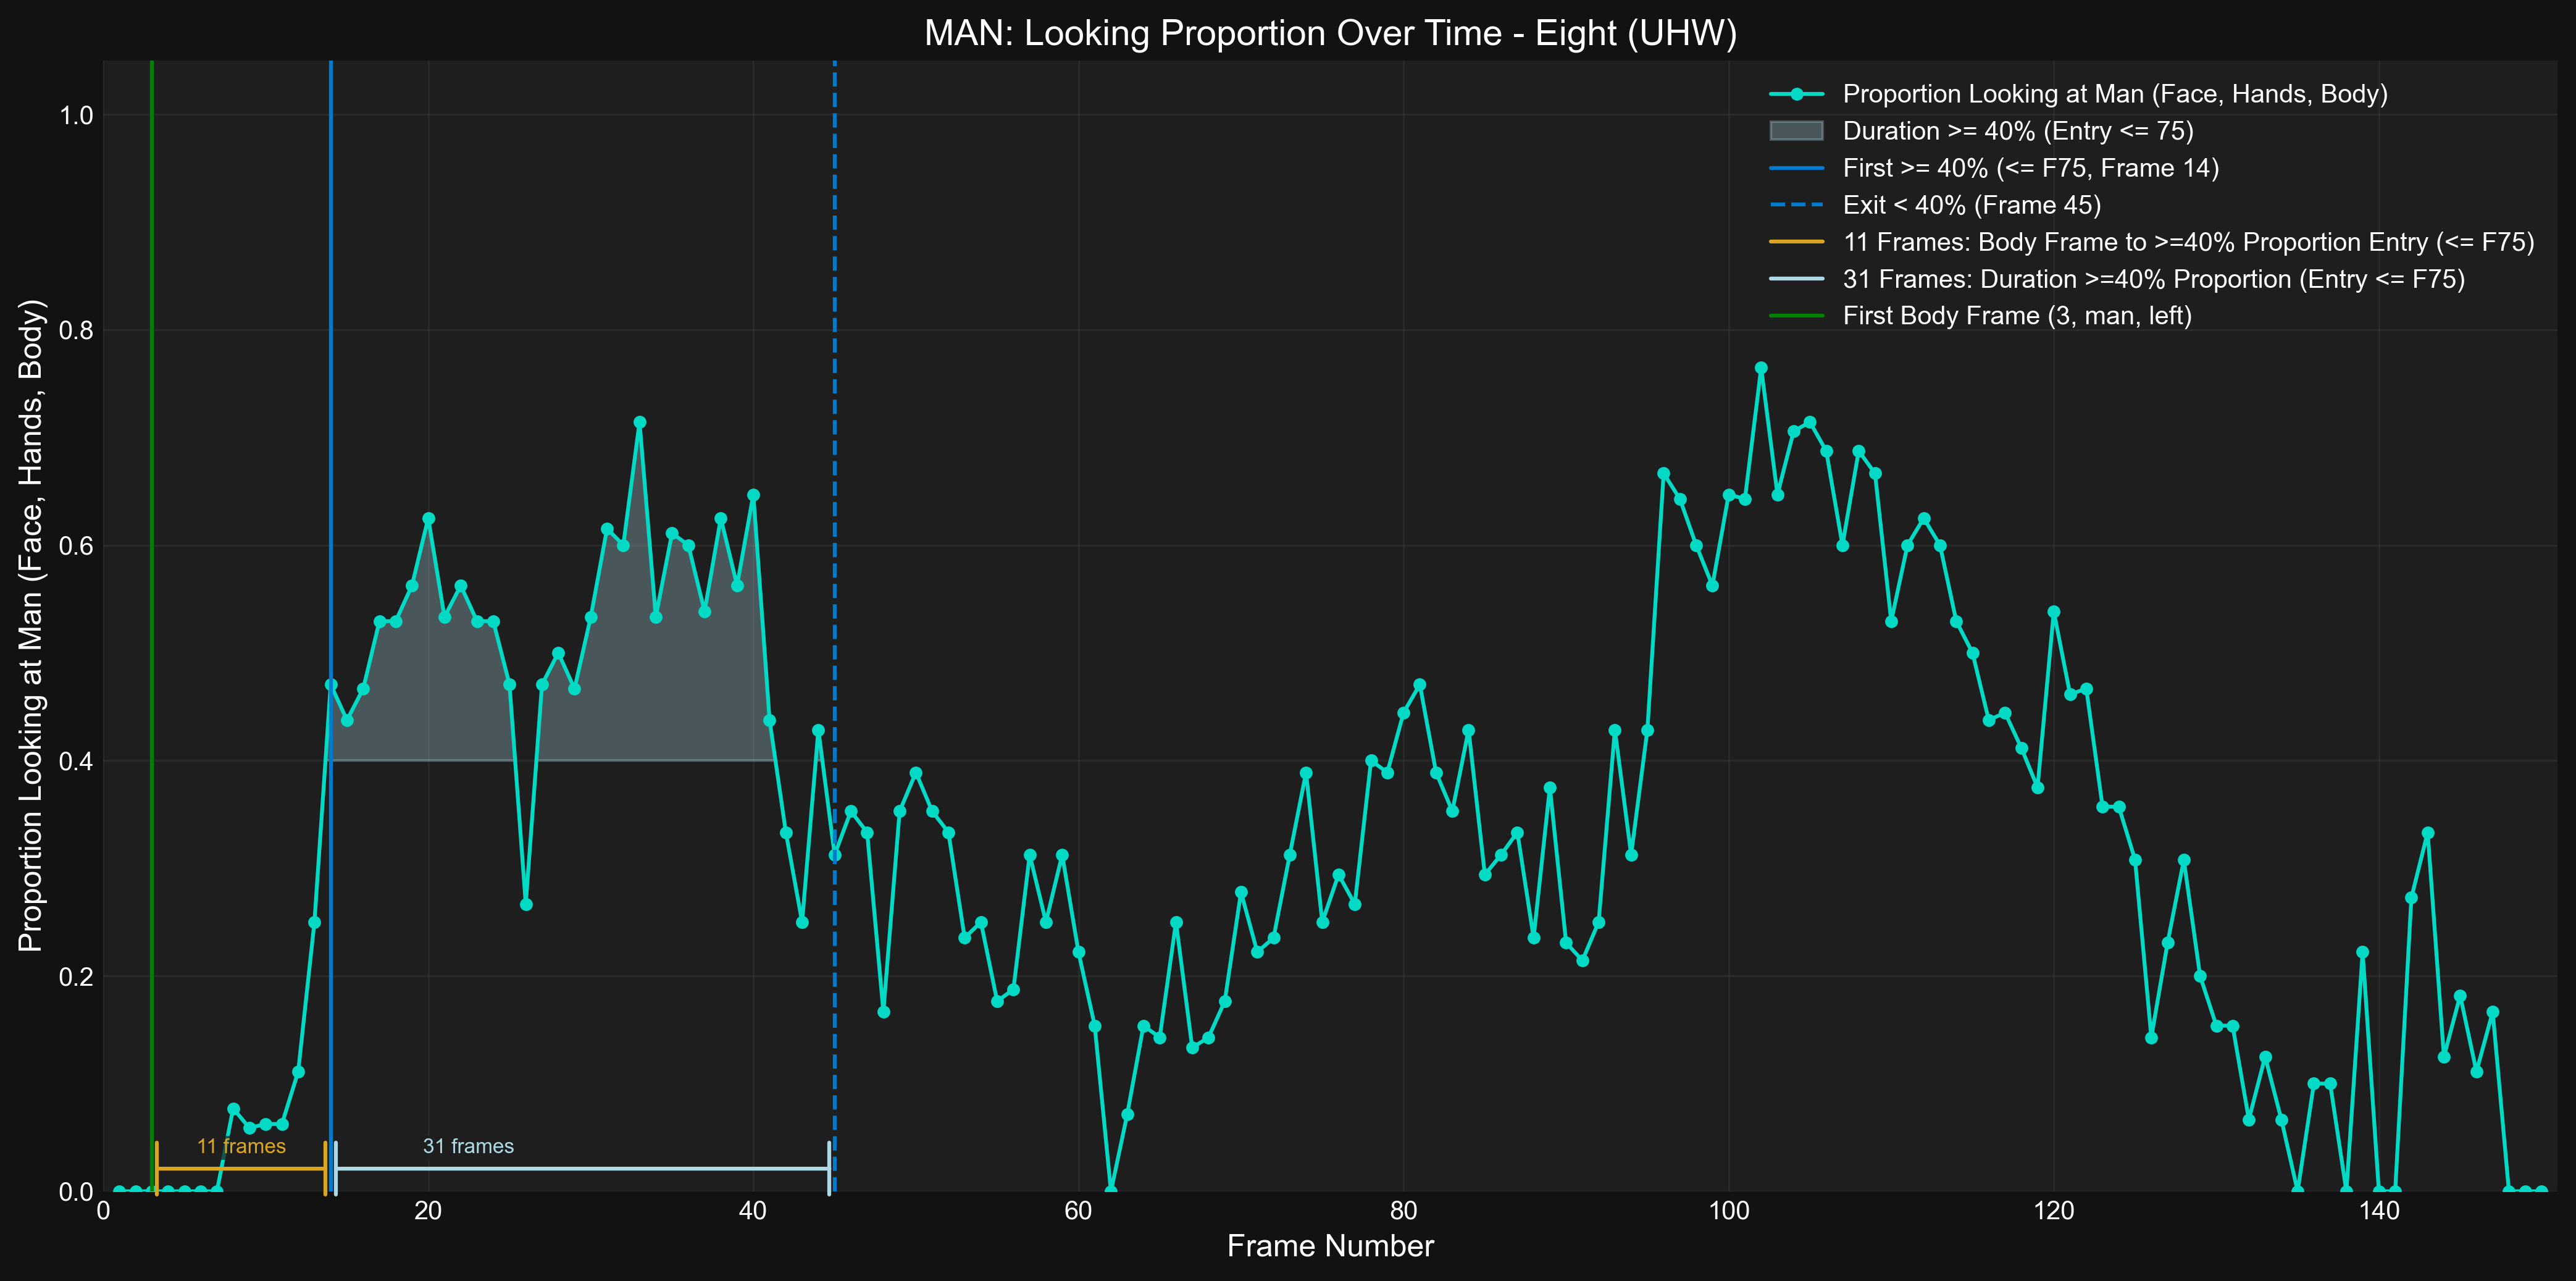 MAN: Looking Proportion Over Time - Eight (UHW)
Proportion Looking at Man (Face, Hands, Body)
1.0
0.8
0.6
0.4
0.2
0.0
Proportion Looking at Man (Face, Hands, Body)
Duration >= 40% (Entry <= 75)
First >= 40% (<= F75, Frame 14)
Exit < 40% (Frame 45)
11 Frames: Body Frame to >=40% Proportion Entry (<= F75)
31 Frames: Duration >=40% Proportion (Entry <= F75)
First Body Frame (3, man, left)
11 frames
31 frames
0
20
40
60
80
100
120
140
Frame Number